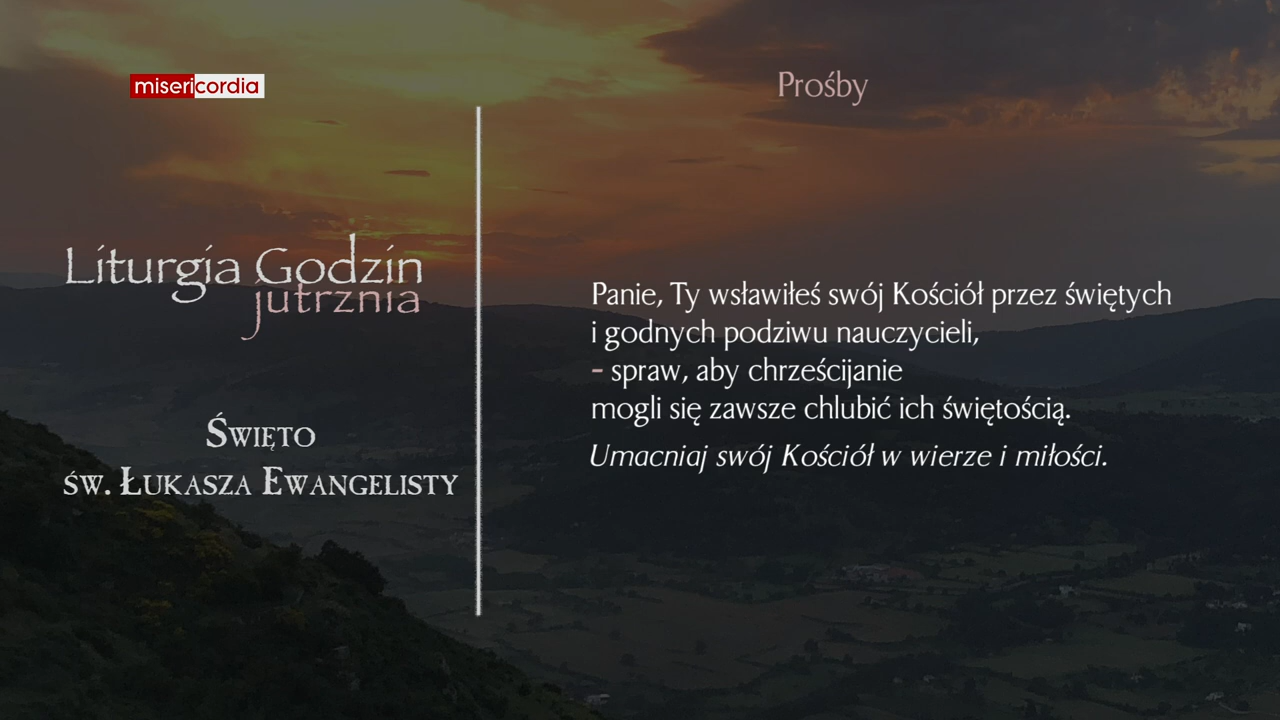 misericordia
Liturgia Godzin
jutrznia
Święto
św. Łukasza Ewangelisty
Prośby
Panie, Ty wsławiłeś swój Kościół przez świętych
i godnych podziwu nauczycieli,
- spraw, aby chrześcijanie
mogli się zawsze chlubić ich świętością.
Umacniaj swój Kościół w wierze i miłości.